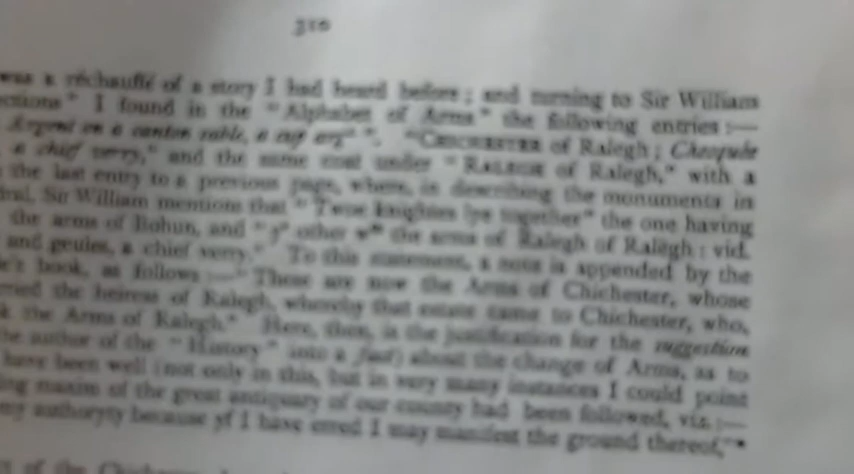 310
was a réchauffé of a story I had heard before; and turning to Sir William
I found in the "Alphabet of Arms" the following entries:—
Argent on a canton sable, a cup "CHICHESTER of Ralegh; Chequée
a chief verry," and the same coat under "RALEGH of Ralegh," with a
the last entry to a previous page, where, in describing the monuments in
Sir William mentions that "Twoe knightes lye together" the one having
the arms of Bohun, and "yᵉ other wᵗʰ the arms of Ralegh of Ralegh: vid.
and geules, a chief verry." To this statement, a note is appended by the
book, as follows:—"These are now the Arms of Chichester, whose
the heiress of Ralegh, whereby that estate came to Chichester, who,
the Arms of Ralegh." Here, then, is the justification for the suggestion
author of the "History" into a fact) about the change of Arms, as to
have been well (not only in this, but in very many instances I could point
maxim of the great antiquary of our county had been followed, viz.:—
my authoryty because yf I have erred I may manifest the ground thereof,"*
of the Chichester